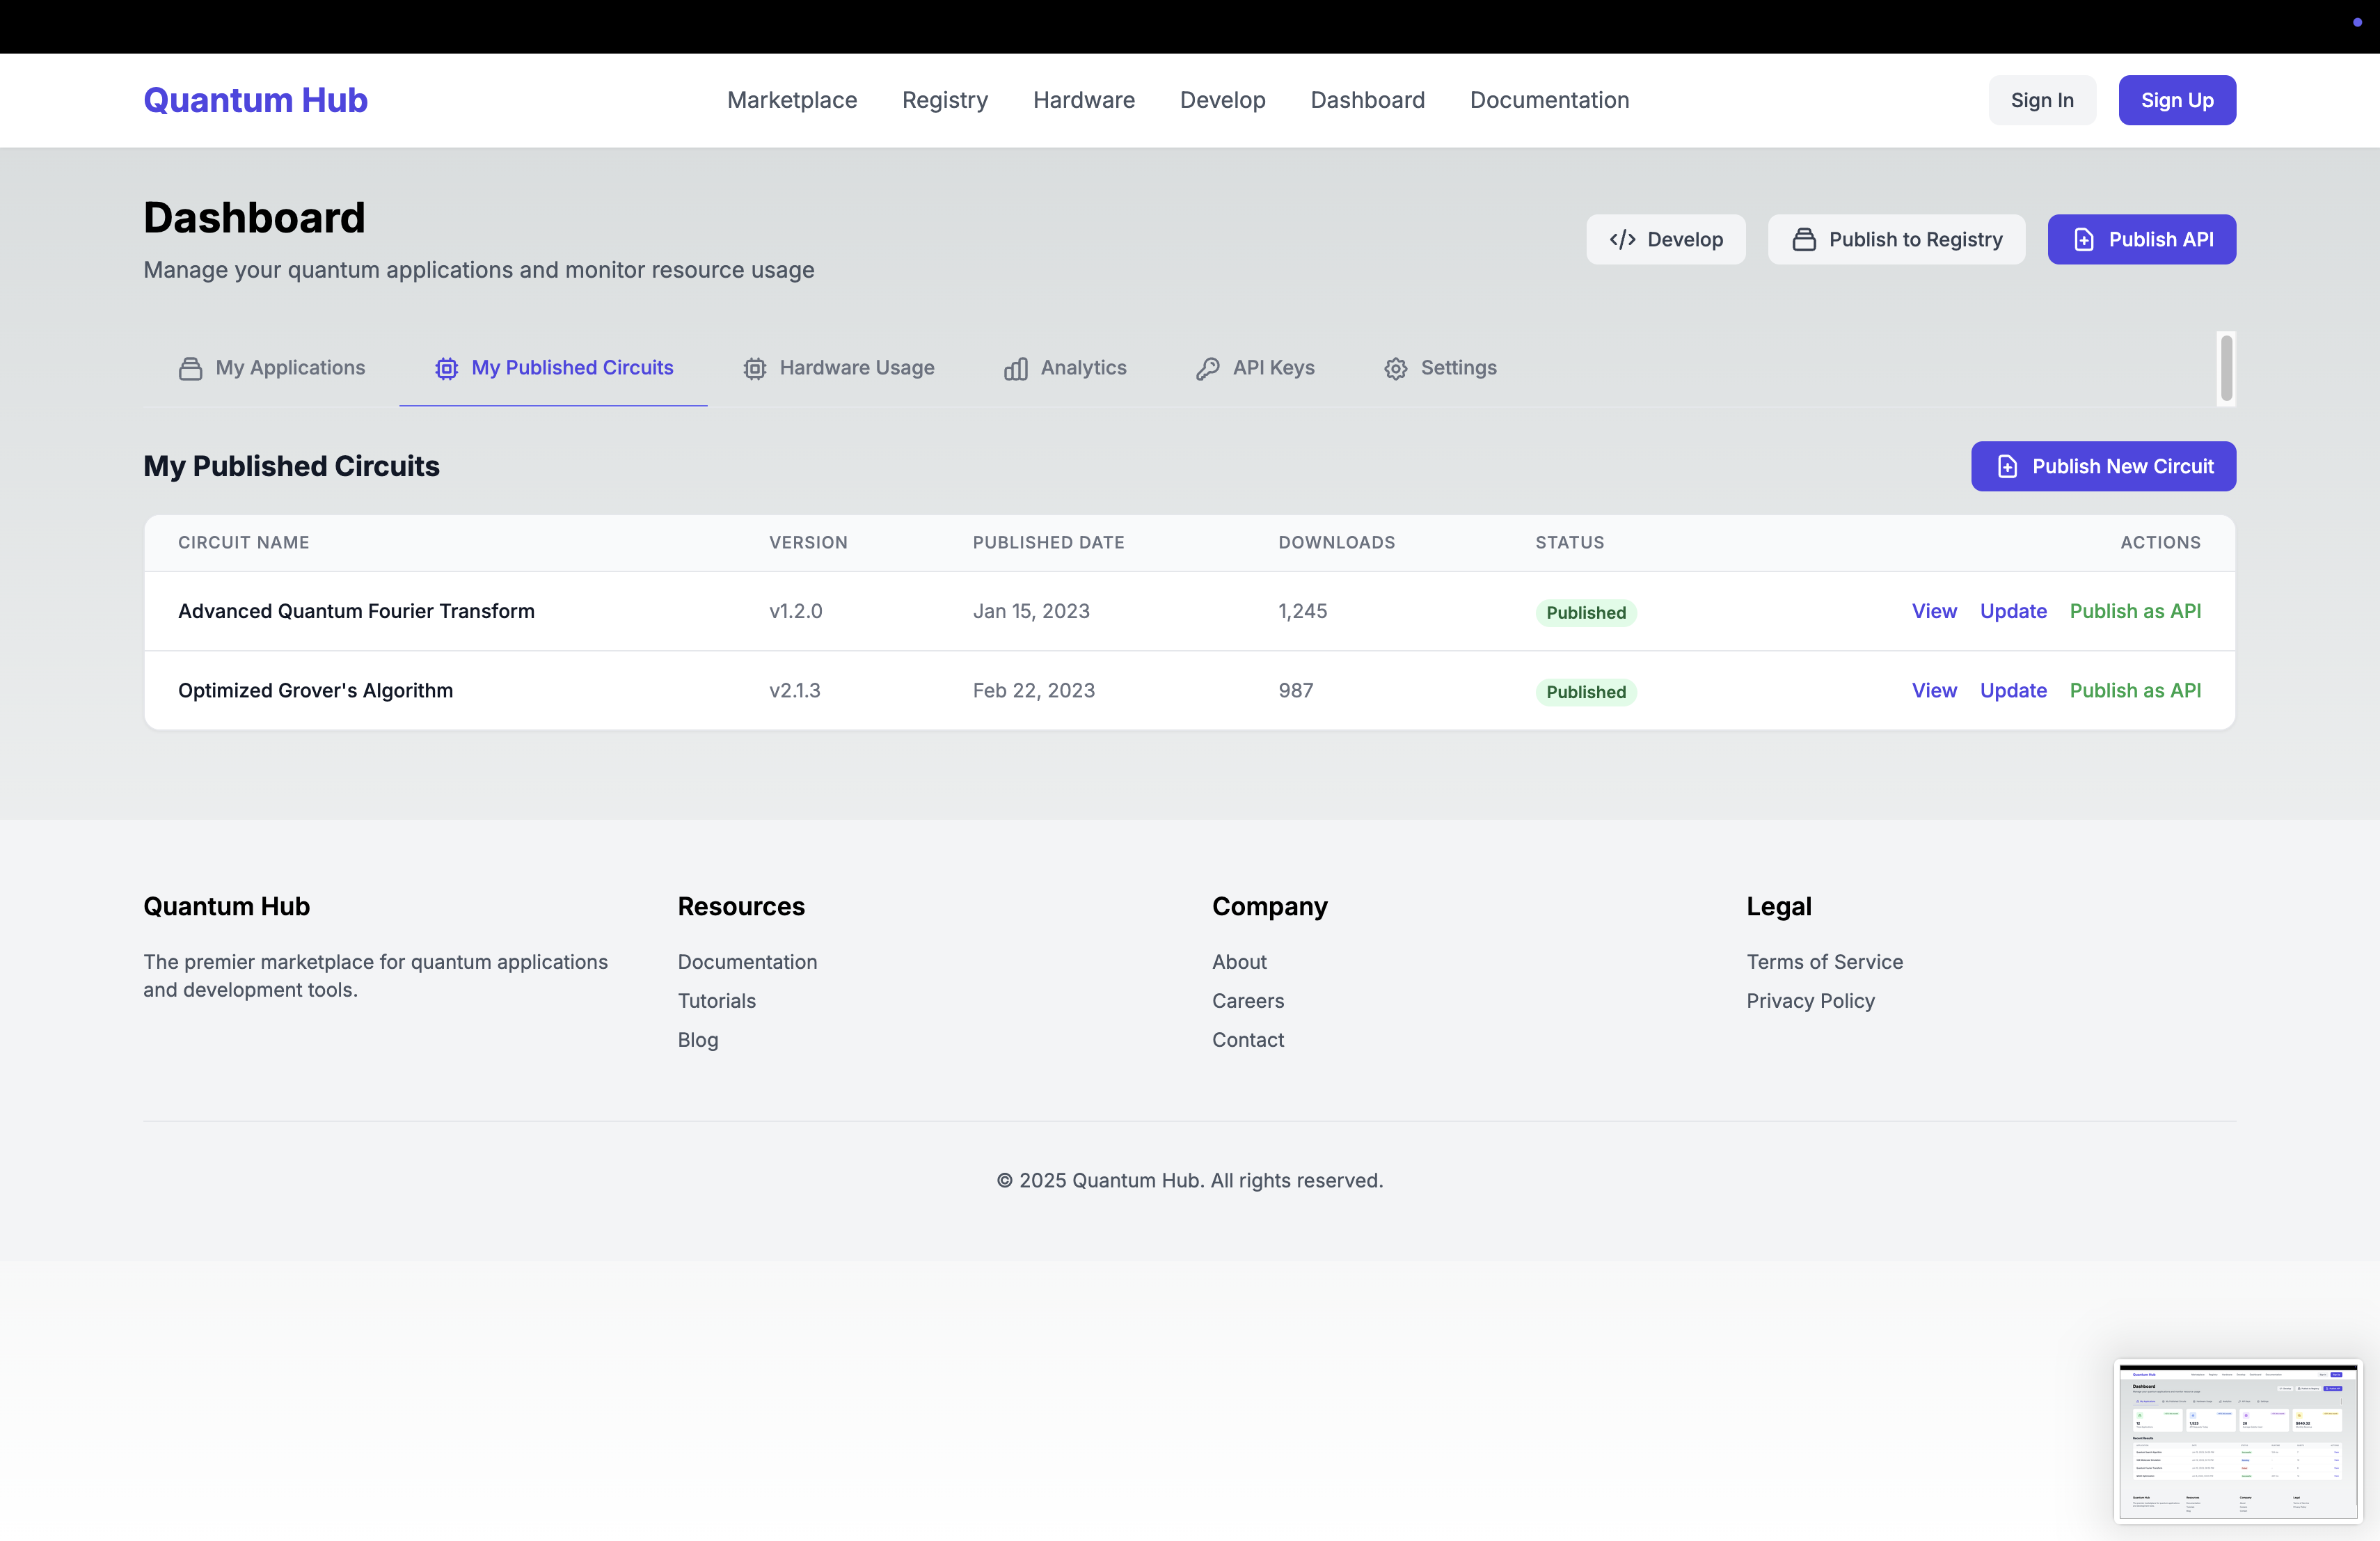 Quantum Hub
Marketplace Registry Hardware Develop Dashboard Documentation
Sign In Sign Up
Dashboard
Manage your quantum applications and monitor resource usage
</> Develop Publish to Registry Publish API
My Applications My Published Circuits Hardware Usage Analytics API Keys Settings
My Published Circuits
Publish New Circuit
CIRCUIT NAME VERSION PUBLISHED DATE DOWNLOADS STATUS ACTIONS
Advanced Quantum Fourier Transform v1.2.0 Jan 15, 2023 1,245 Published View Update Publish as API
Optimized Grover's Algorithm v2.1.3 Feb 22, 2023 987 Published View Update Publish as API
Quantum Hub
The premier marketplace for quantum applications
and development tools.
Resources
Documentation
Tutorials
Blog
Company
About
Careers
Contact
Legal
Terms of Service
Privacy Policy
© 2025 Quantum Hub. All rights reserved.
Quantum Hub
Dashboard